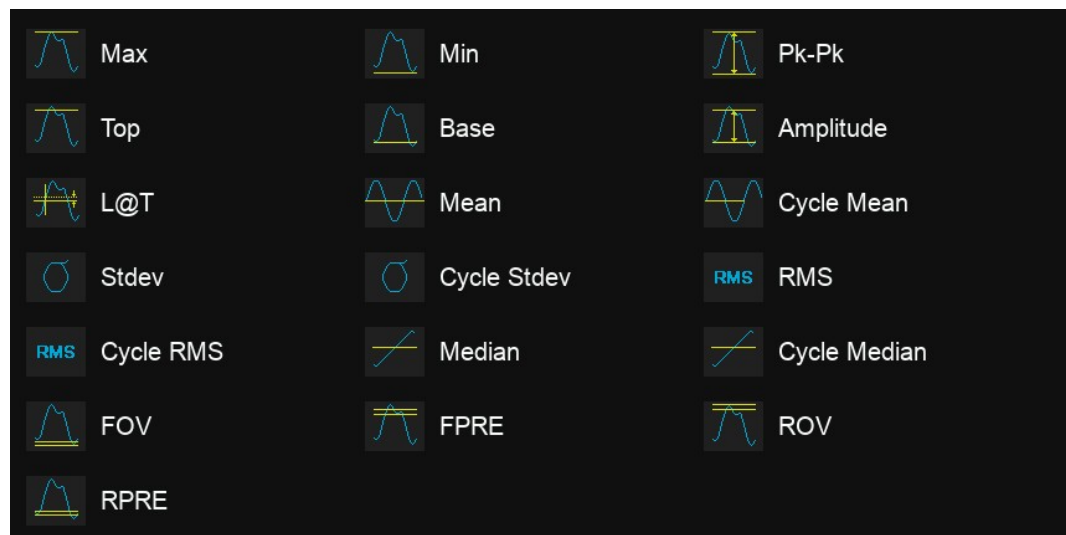 Max Min Pk-Pk
Top Base Amplitude
L@T Mean Cycle Mean
Stdev Cycle Stdev RMS RMS
RMS Cycle RMS Median Cycle Median
FOV FPRE ROV
RPRE